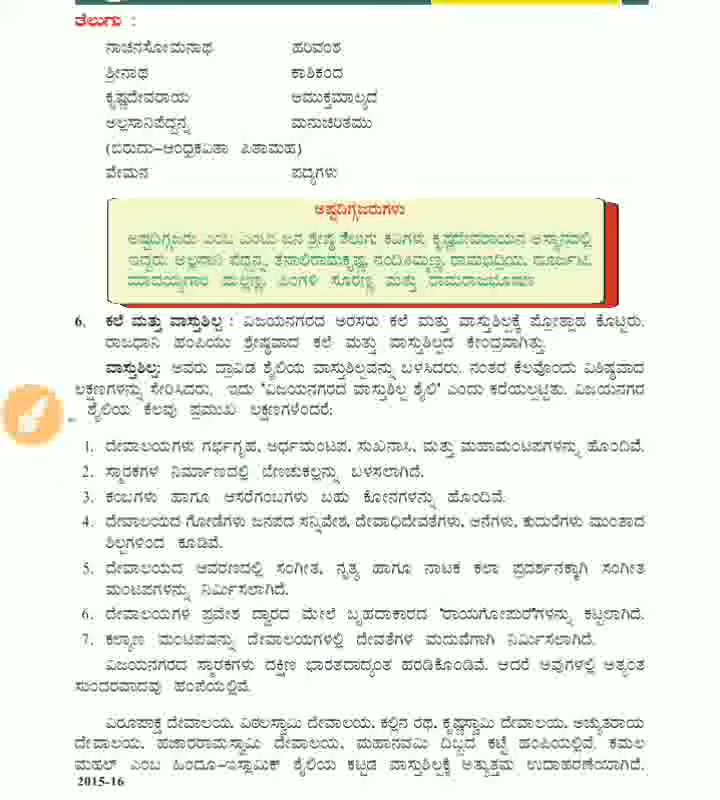 ತೆಲುಗು :
ನಾಚನಸೋಮನಾಥ ಹರಿವಂಶ
ಶ್ರೀನಾಥ ಕಾಶಿಕಂದ
ಕೃಷ್ಣದೇವರಾಯ ಆಮುಕ್ತಮಾಲ್ಯದ
ಅಲ್ಲಸಾನಿಪೆದ್ದನ್ನ ಮನುಚರಿತಮು
(ಬಿರುದು–ಆಂಧ್ರಕವಿತಾ ಪಿತಾಮಹ)
ವೇಮನ ಪದ್ಯಗಳು
ಅಷ್ಟದಿಗ್ಗಜರುಗಳು
ಅಷ್ಟದಿಗ್ಗಜರು ಎಂಬ ಎಂಟು ಜನ ಶ್ರೇಷ್ಠ ತೆಲುಗು ಕವಿಗಳು ಕೃಷ್ಣದೇವರಾಯನ ಆಸ್ಥಾನದಲ್ಲಿ
ಇದ್ದರು. ಅಲ್ಲಸಾನಿ ಪೆದ್ದನ್ನ, ತೆನಾಲಿರಾಮಕೃಷ್ಣ, ನಂದಿತಿಮ್ಮಣ್ಣ, ರಾಮಭದ್ರಯ, ದೂರ್ಜಟಿ,
ಮಾದಯ್ಯಗಾರಿ ಮಲ್ಲಣ್ಣ, ಪಿಂಗಳಿ ಸೂರಣ್ಣ ಮತ್ತು ರಾಮರಾಜಭೂಷಣ
6. ಕಲೆ ಮತ್ತು ವಾಸ್ತುಶಿಲ್ಪ : ವಿಜಯನಗರದ ಅರಸರು ಕಲೆ ಮತ್ತು ವಾಸ್ತುಶಿಲ್ಪಕ್ಕೆ ಪ್ರೋತ್ಸಾಹ ಕೊಟ್ಟರು.
ರಾಜಧಾನಿ ಹಂಪಿಯು ಶ್ರೇಷ್ಠವಾದ ಕಲೆ ಮತ್ತು ವಾಸ್ತುಶಿಲ್ಪದ ಕೇಂದ್ರವಾಗಿತ್ತು.
ವಾಸ್ತುಶಿಲ್ಪ: ಅವರು ದ್ರಾವಿಡ ಶೈಲಿಯ ವಾಸ್ತುಶಿಲ್ಪವನ್ನು ಬಳಸಿದರು. ನಂತರ ಕೆಲವೊಂದು ವಿಶಿಷ್ಟವಾದ
ಲಕ್ಷಣಗಳನ್ನು ಸೇರಿಸಿದರು, ಇದು 'ವಿಜಯನಗರದ ವಾಸ್ತುಶಿಲ್ಪ ಶೈಲಿ' ಎಂದು ಕರೆಯಲ್ಪಟ್ಟಿತು. ವಿಜಯನಗರ
ಶೈಲಿಯ ಕೆಲವು ಪ್ರಮುಖ ಲಕ್ಷಣಗಳೆಂದರೆ:
1. ದೇವಾಲಯಗಳು ಗರ್ಭಗೃಹ, ಅರ್ಧಮಂಟಪ, ಸುಖನಾಸಿ, ಮತ್ತು ಮಹಾಮಂಟಪಗಳನ್ನು ಹೊಂದಿವೆ.
2. ಸ್ಮಾರಕಗಳ ನಿರ್ಮಾಣದಲ್ಲಿ ಬೆಣಚುಕಲ್ಲನ್ನು ಬಳಸಲಾಗಿದೆ.
3. ಕಂಬಗಳು ಹಾಗೂ ಆಸರೆಗಂಬಗಳು ಬಹು ಕೋನಗಳನ್ನು ಹೊಂದಿವೆ.
4. ದೇವಾಲಯದ ಗೋಡೆಗಳು ಜನಪದ ಸನ್ನಿವೇಶ, ದೇವಾಧಿದೇವತೆಗಳು, ಆನೆಗಳು, ಕುದುರೆಗಳು ಮುಂತಾದ
ಶಿಲ್ಪಗಳಿಂದ ಕೂಡಿವೆ.
5. ದೇವಾಲಯದ ಆವರಣದಲ್ಲಿ ಸಂಗೀತ, ನೃತ್ಯ ಹಾಗೂ ನಾಟಕ ಕಲಾ ಪ್ರದರ್ಶನಕ್ಕಾಗಿ ಸಂಗೀತ
ಮಂಟಪಗಳನ್ನು ನಿರ್ಮಿಸಲಾಗಿದೆ.
6. ದೇವಾಲಯಗಳ ಪ್ರವೇಶ ದ್ವಾರದ ಮೇಲೆ ಬೃಹದಾಕಾರದ 'ರಾಯಗೋಪುರ'ಗಳನ್ನು ಕಟ್ಟಲಾಗಿದೆ.
7. ಕಲ್ಯಾಣ ಮಂಟಪವನ್ನು ದೇವಾಲಯಗಳಲ್ಲಿ ದೇವತೆಗಳ ಮದುವೆಗಾಗಿ ನಿರ್ಮಿಸಲಾಗಿದೆ.
ವಿಜಯನಗರದ ಸ್ಮಾರಕಗಳು ದಕ್ಷಿಣ ಭಾರತದಾದ್ಯಂತ ಹರಡಿಕೊಂಡಿವೆ. ಆದರೆ ಅವುಗಳಲ್ಲಿ ಅತ್ಯಂತ
ಸುಂದರವಾದವು ಹಂಪೆಯಲ್ಲಿವೆ.
ವಿರೂಪಾಕ್ಷ ದೇವಾಲಯ, ವಿಠಲಸ್ವಾಮಿ ದೇವಾಲಯ, ಕಲ್ಲಿನ ರಥ, ಕೃಷ್ಣಸ್ವಾಮಿ ದೇವಾಲಯ, ಅಚ್ಯುತರಾಯ
ದೇವಾಲಯ, ಹಜಾರರಾಮಸ್ವಾಮಿ ದೇವಾಲಯ, ಮಹಾನವಮಿ ದಿಬ್ಬದ ಕಟ್ಟೆ ಹಂಪಿಯಲ್ಲಿವೆ. ಕಮಲ
ಮಹಲ್ ಎಂಬ ಹಿಂದೂ–ಇಸ್ಲಾಮಿಕ್ ಶೈಲಿಯ ಕಟ್ಟಡ ವಾಸ್ತುಶಿಲ್ಪಕ್ಕೆ ಅತ್ಯುತ್ತಮ ಉದಾಹರಣೆಯಾಗಿದೆ.
2015-16